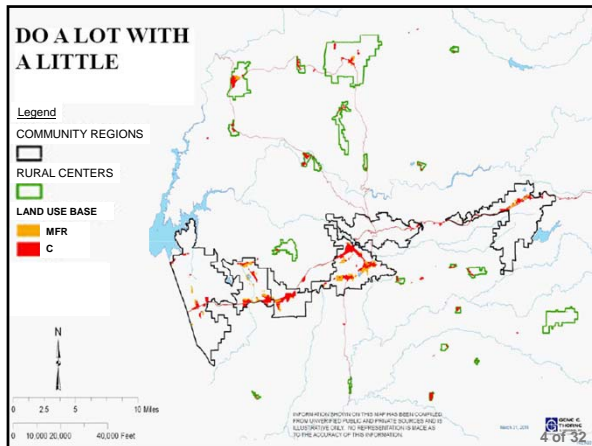 DO A LOT WITH
A LITTLE
Legend
COMMUNITY REGIONS
RURAL CENTERS
LAND USE BASE
MFR
C
N
0 2.5 5 10 Miles
0 10,000 20,000 40,000 Feet
INFORMATION SHOWN ON THIS MAP HAS BEEN COMPILED
FROM UNVERIFIED PUBLIC AND PRIVATE SOURCES AND IS
ILLUSTRATIVE ONLY. NO REPRESENTATION IS MADE AS
TO THE ACCURACY OF THIS INFORMATION.
GENE E.
THORNE
4 of 32